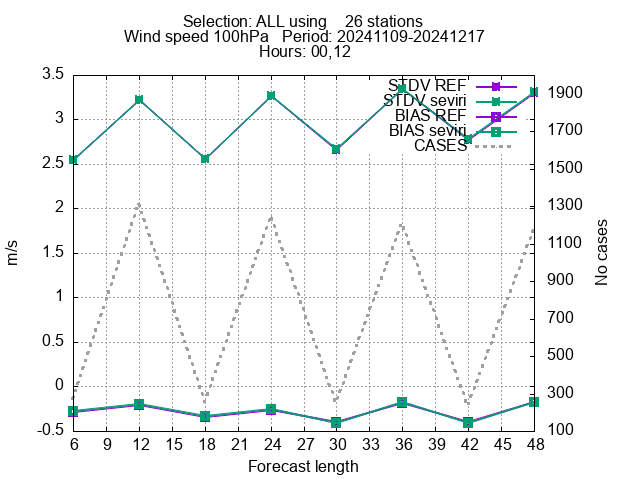 Selection: ALL using    26 stations
Wind speed 100hPa   Period: 20241109-20241217
Hours: 00,12
STDV REF
STDV seviri
BIAS REF
BIAS seviri
CASES
3.5
3
2.5
2
1.5
1
0.5
0
-0.5
m/s
1900
1700
1500
1300
1100
900
700
500
300
100
No cases
6 9 12 15 18 21 24 27 30 33 36 39 42 45 48
Forecast length